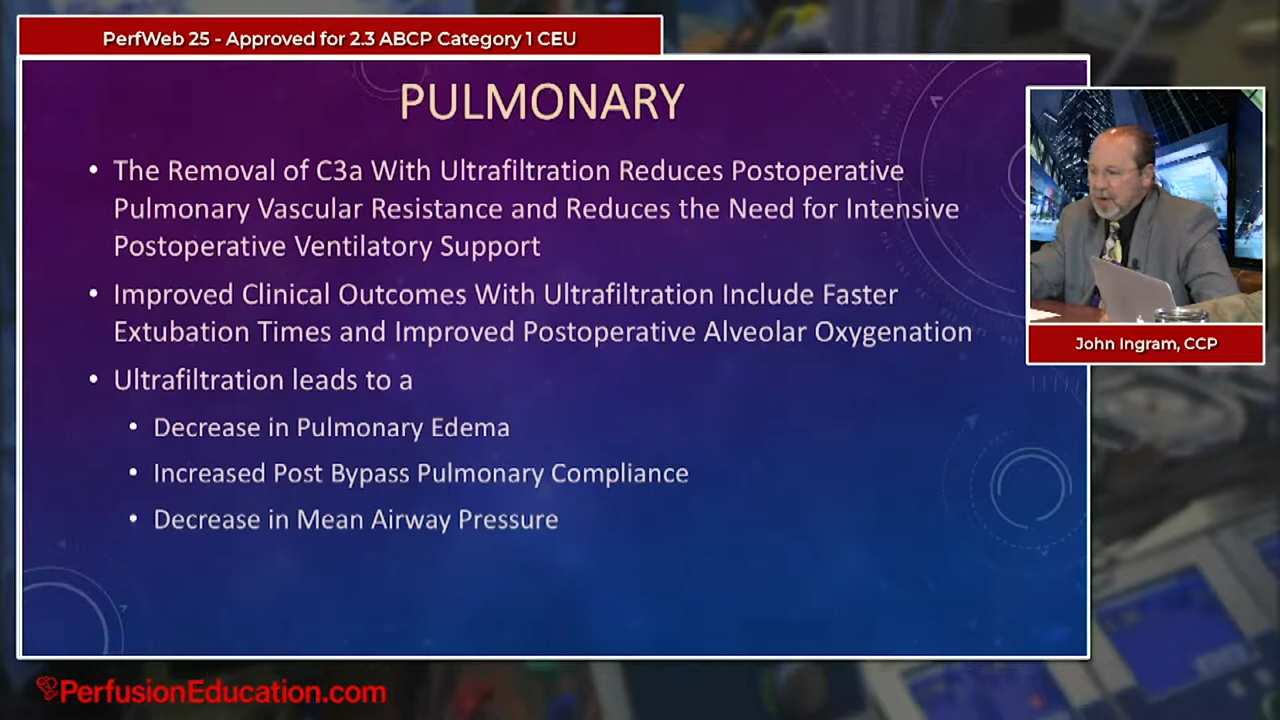 PerfWeb 25 - Approved for 2.3 ABCP Category 1 CEU
PULMONARY
• The Removal of C3a With Ultrafiltration Reduces Postoperative
Pulmonary Vascular Resistance and Reduces the Need for Intensive
Postoperative Ventilatory Support
• Improved Clinical Outcomes With Ultrafiltration Include Faster
Extubation Times and Improved Postoperative Alveolar Oxygenation
• Ultrafiltration leads to a
• Decrease in Pulmonary Edema
• Increased Post Bypass Pulmonary Compliance
• Decrease in Mean Airway Pressure
John Ingram, CCP
PerfusionEducation.com